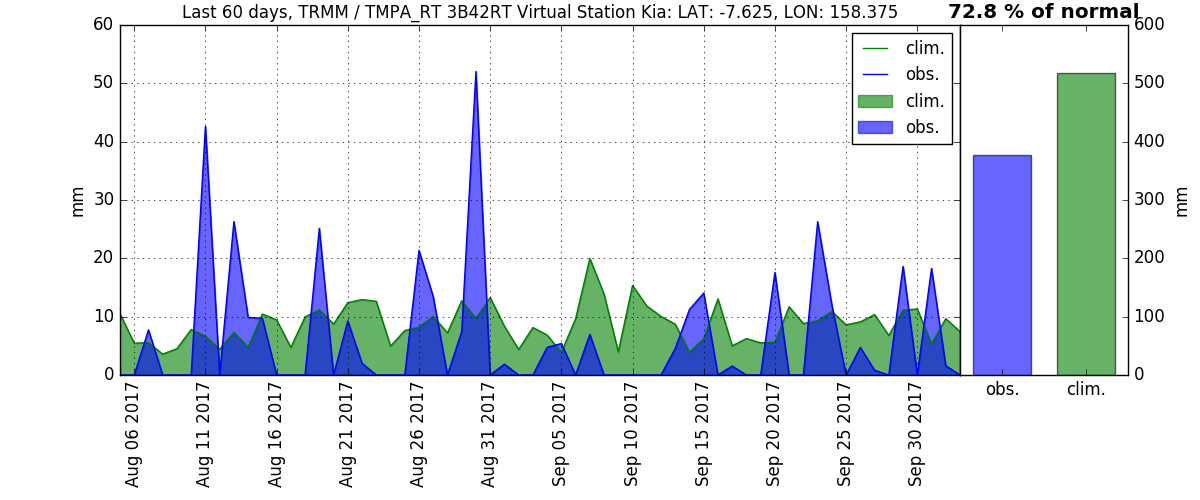 Last 60 days, TRMM / TMPA_RT 3B42RT Virtual Station Kia: LAT: -7.625, LON: 158.375
72.8 % of normal
60
50
40
30
20
10
0
mm
clim.
obs.
clim.
obs.
Aug 06 2017
Aug 11 2017
Aug 16 2017
Aug 21 2017
Aug 26 2017
Aug 31 2017
Sep 05 2017
Sep 10 2017
Sep 15 2017
Sep 20 2017
Sep 25 2017
Sep 30 2017
600
500
400
300
200
100
0
mm
obs.
clim.